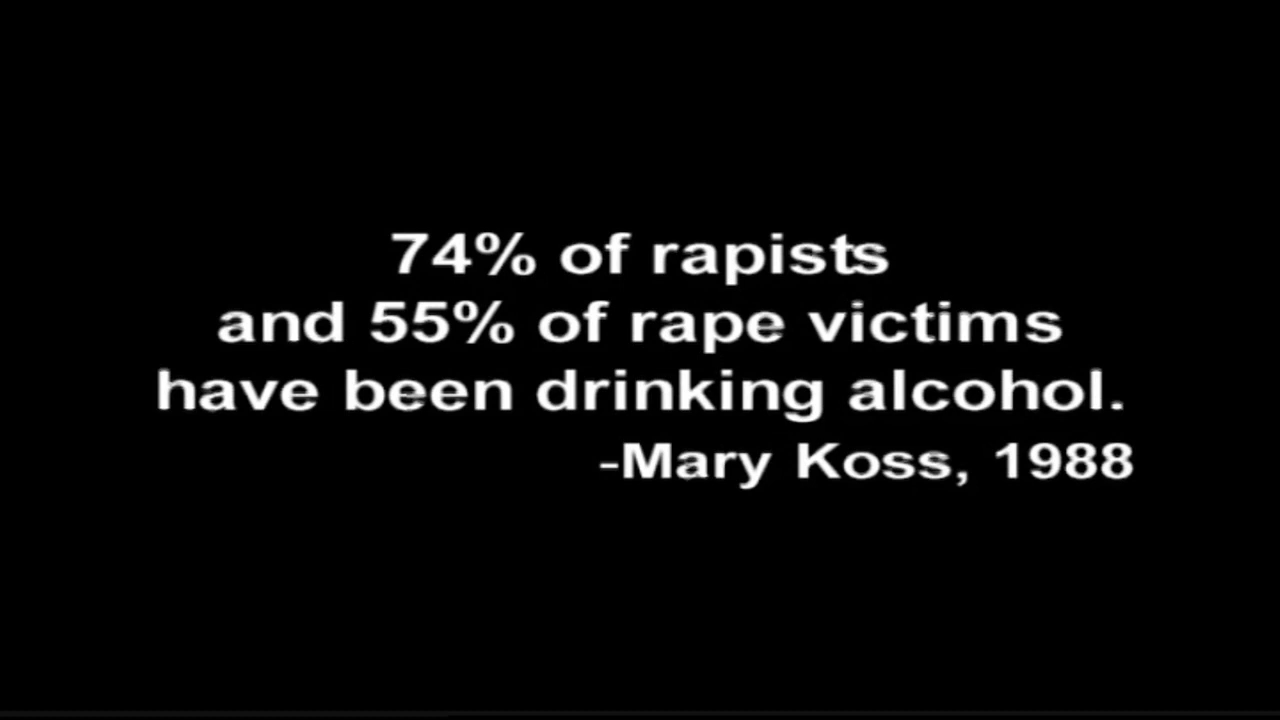 74% of rapists
and 55% of rape victims
have been drinking alcohol.
-Mary Koss, 1988